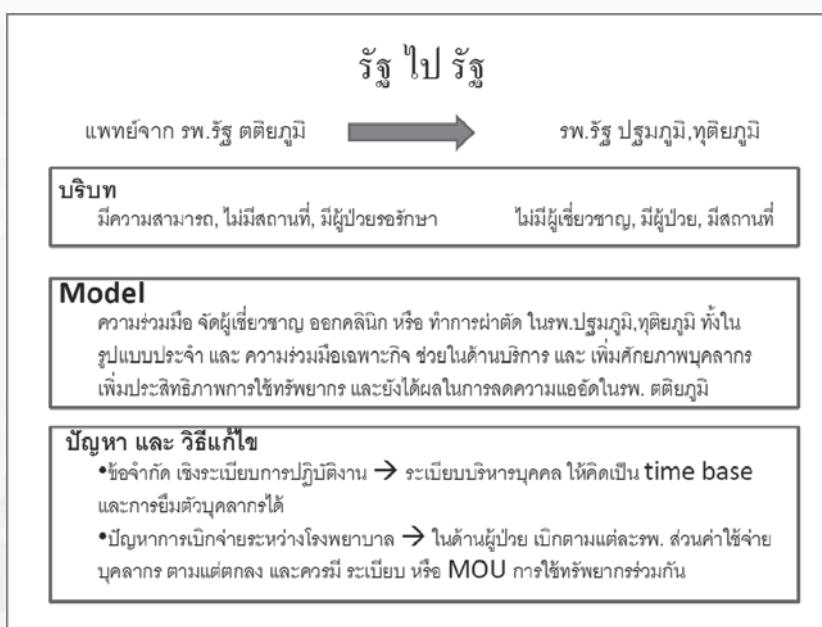 รัฐ ไป รัฐ
แพทย์จาก รพ.รัฐ ตติยภูมิ รพ.รัฐ ปฐมภูมิ,ทุติยภูมิ
บริบท
มีความสามารถ, ไม่มีสถานที่, มีผู้ป่วยรอรักษา ไม่มีผู้เชี่ยวชาญ, มีผู้ป่วย, มีสถานที่
Model
ความร่วมมือ จัดผู้เชี่ยวชาญ ออกคลินิก หรือ ทำการผ่าตัด ในรพ.ปฐมภูมิ,ทุติยภูมิ ทั้งใน
รูปแบบประจำ และ ความร่วมมือเฉพาะกิจ ช่วยในด้านบริการ และ เพิ่มศักยภาพบุคลากร
เพิ่มประสิทธิภาพการใช้ทรัพยากร และยังได้ผลในการลดความแออัดในรพ. ตติยภูมิ
ปัญหา และ วิธีแก้ไข
•ข้อจำกัด เชิงระเบียบการปฏิบัติงาน → ระเบียบบริหารบุคคล ให้คิดเป็น time base
และการยืมตัวบุคลากรได้
•ปัญหาการเบิกจ่ายระหว่างโรงพยาบาล → ในด้านผู้ป่วย เบิกตามแต่ละรพ. ส่วนค่าใช้จ่าย
บุคลากร ตามแต่ตกลง และควรมี ระเบียบ หรือ MOU การใช้ทรัพยากรร่วมกัน